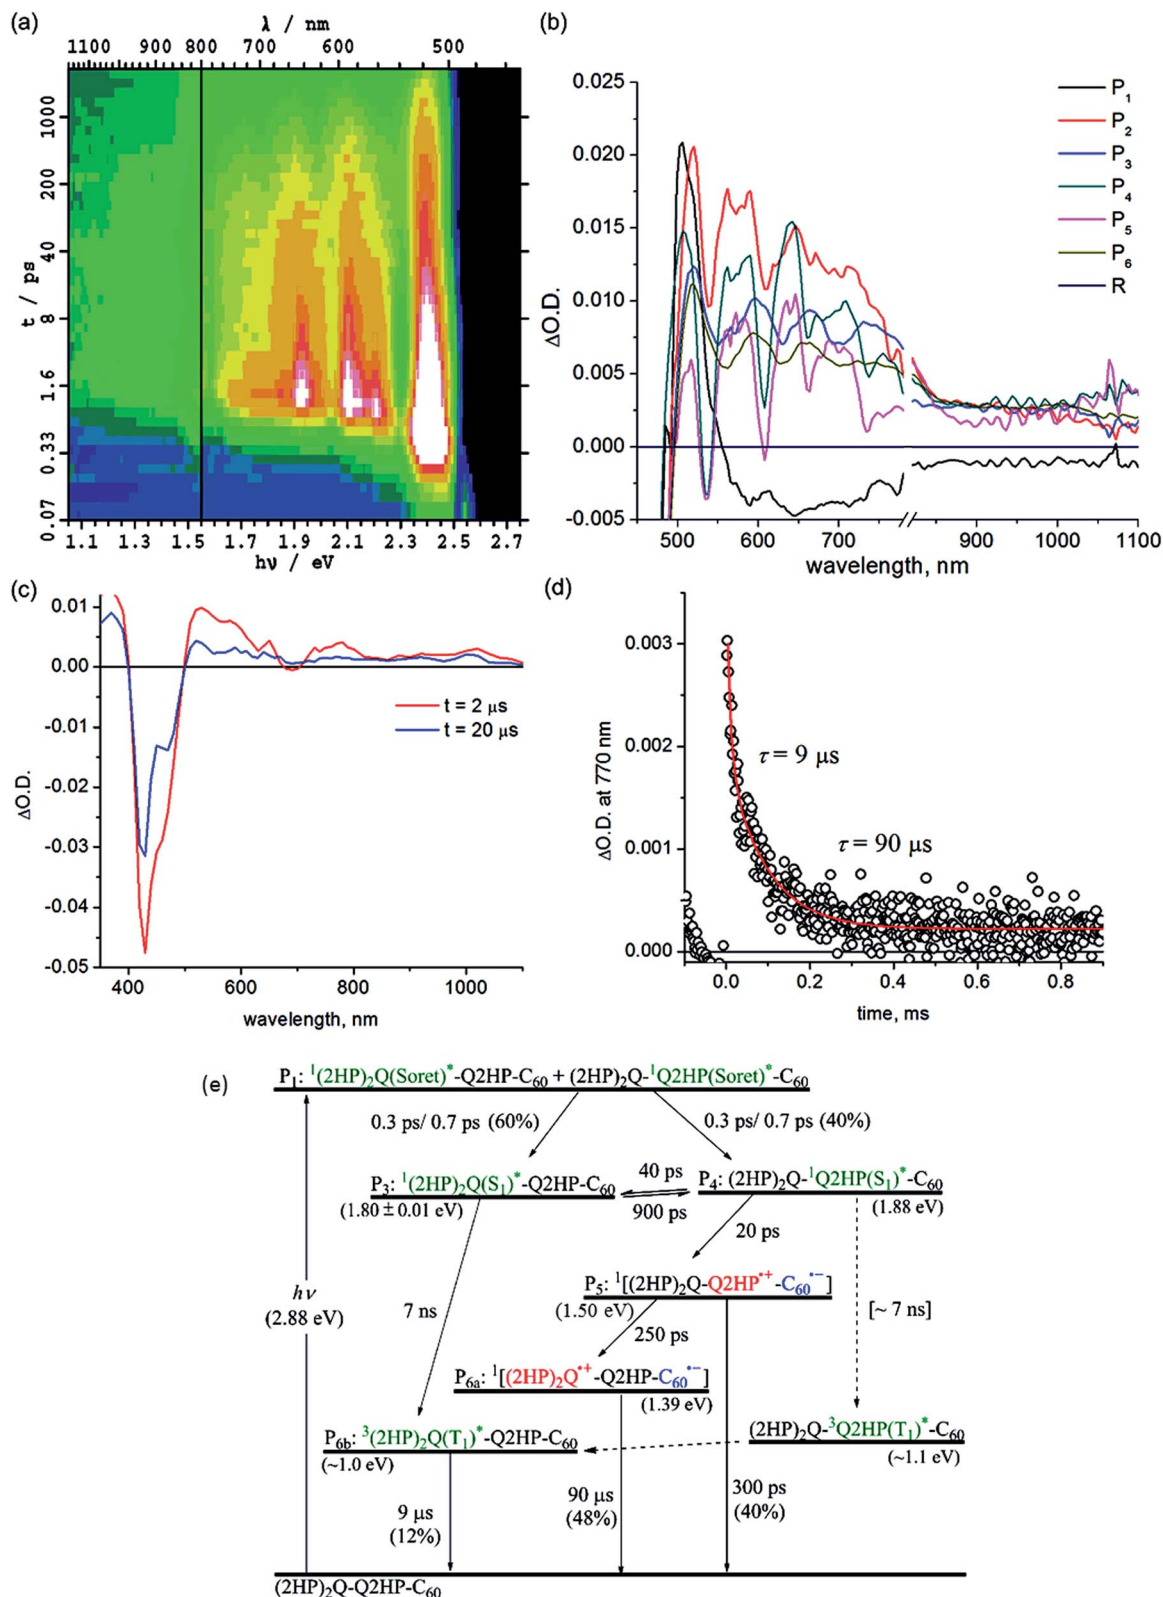 (a)
λ / nm
1100 900 800 700 600 500
t / ps
1000
200
40
8
1.6
0.33
0.07
1.1 1.3 1.5 1.7 1.9 2.1 2.3 2.5 2.7
hν / eV
(b)
ΔO.D.
0.025
0.020
0.015
0.010
0.005
0.000
-0.005
P₁
P₂
P₃
P₄
P₅
P₆
R
500 600 700 900 1000 1100
wavelength, nm
(c)
ΔO.D.
0.01
0.00
-0.01
-0.02
-0.03
-0.04
-0.05
t = 2 μs
t = 20 μs
400 600 800 1000
wavelength, nm
(d)
ΔO.D. at 770 nm
0.003
0.002
0.001
0.000
τ = 9 μs
τ = 90 μs
0.0 0.2 0.4 0.6 0.8
time, ms
(e)
P₁: ¹(2HP)₂Q(Soret)*-Q2HP-C₆₀ + (2HP)₂Q-¹Q2HP(Soret)*-C₆₀
0.3 ps/ 0.7 ps (60%)
0.3 ps/ 0.7 ps (40%)
P₃: ¹(2HP)₂Q(S₁)*-Q2HP-C₆₀
(1.80 ± 0.01 eV)
40 ps
900 ps
P₄: (2HP)₂Q-¹Q2HP(S₁)*-C₆₀
(1.88 eV)
20 ps
P₅: ¹[(2HP)₂Q-Q2HP•⁺-C₆₀•⁻]
(1.50 eV)
hν
(2.88 eV)
7 ns
250 ps
[~ 7 ns]
P₆ₐ: ¹[(2HP)₂Q•⁺-Q2HP-C₆₀•⁻]
(1.39 eV)
P₆b: ³(2HP)₂Q(T₁)*-Q2HP-C₆₀
(~1.0 eV)
(2HP)₂Q-³Q2HP(T₁)*-C₆₀
(~1.1 eV)
9 μs
(12%)
90 μs
(48%)
300 ps
(40%)
(2HP)₂Q-Q2HP-C₆₀